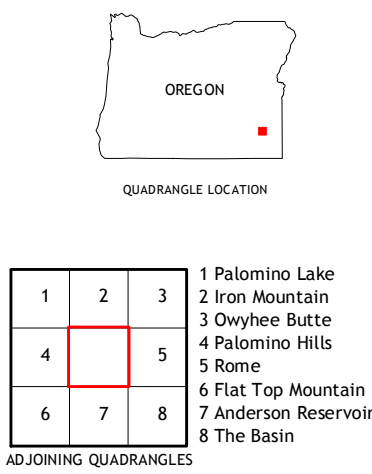 OREGON
QUADRANGLE LOCATION
1 2 3
4 5
6 7 8
1 Palomino Lake
2 Iron Mountain
3 Owyhee Butte
4 Palomino Hills
5 Rome
6 Flat Top Mountain
7 Anderson Reservoir
8 The Basin
ADJOINING QUADRANGLES